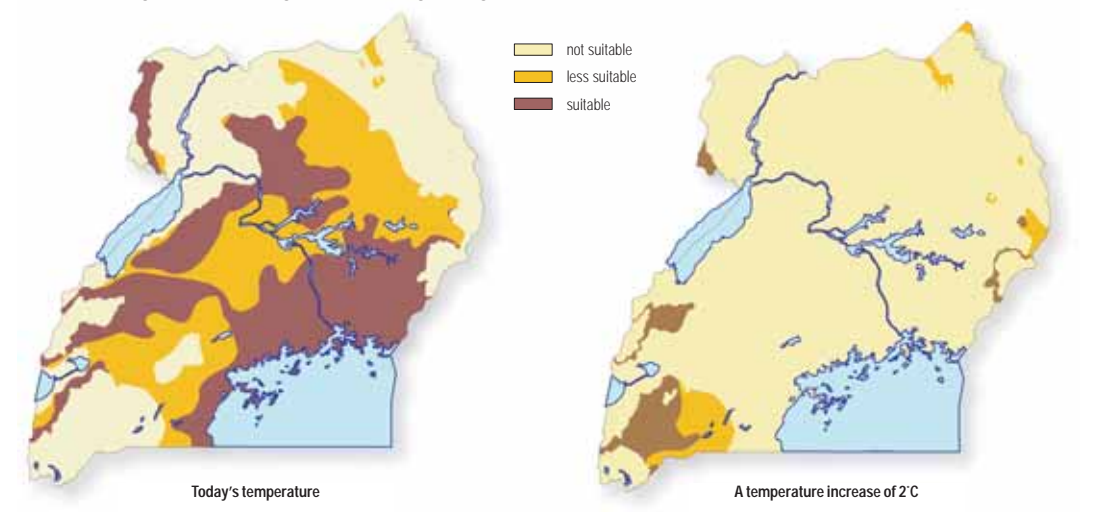 not suitable
less suitable
suitable
Today's temperature
A temperature increase of 2°C